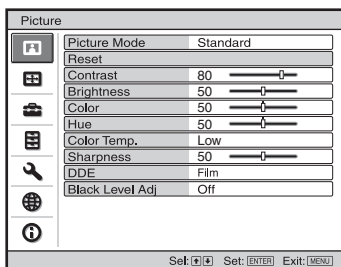 Picture
Picture Mode Standard
Reset
Contrast 80
Brightness 50
Color 50
Hue 50
Color Temp. Low
Sharpness 50
DDE Film
Black Level Adj Off
Sel: Set: ENTER Exit: MENU